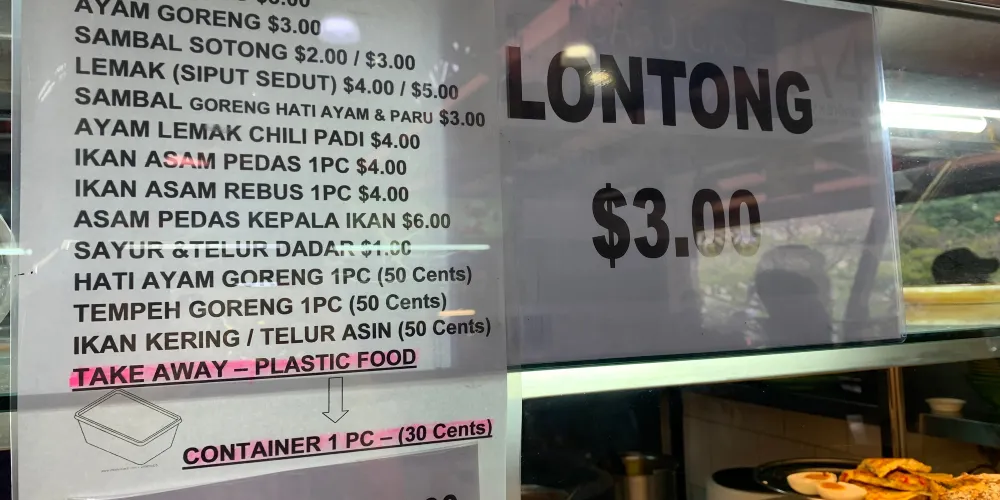 AYAM GORENG $3.00
SAMBAL SOTONG $2.00 / $3.00
LEMAK (SIPUT SEDUT) $4.00 / $5.00
SAMBAL GORENG HATI AYAM & PARU $3.00
AYAM LEMAK CHILI PADI $4.00
IKAN ASAM PEDAS 1PC $4.00
IKAN ASAM REBUS 1PC $4.00
ASAM PEDAS KEPALA IKAN $6.00
SAYUR &TELUR DADAR $1.00
HATI AYAM GORENG 1PC (50 Cents)
TEMPEH GORENG 1PC (50 Cents)
IKAN KERING / TELUR ASIN (50 Cents)
TAKE AWAY – PLASTIC FOOD
CONTAINER 1 PC – (30 Cents)
LONTONG
$3.00